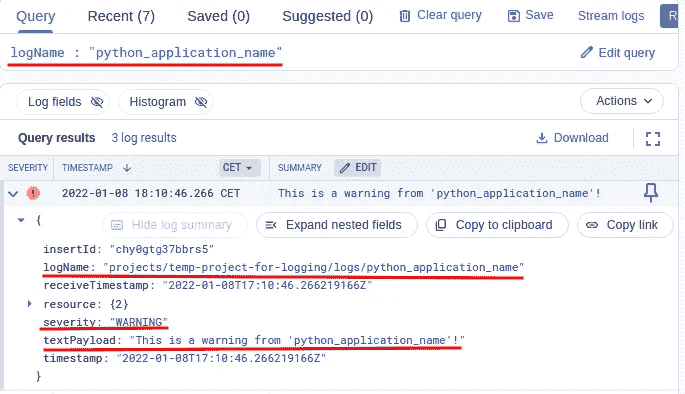 Query Recent (7) Saved (0) Suggested (0) Clear query Save Stream logs R
logName : "python_application_name" Edit query
Log fields Histogram Actions
Query results 3 log results Download
SEVERITY TIMESTAMP CET SUMMARY EDIT
2022-01-08 18:10:46.266 CET This is a warning from 'python_application_name'!
{ Hide log summary Expand nested fields Copy to clipboard Copy link
insertId: "chy0gtg37bbrs5"
logName: "projects/temp-project-for-logging/logs/python_application_name"
receiveTimestamp: "2022-01-08T17:10:46.266219166Z"
resource: {2}
severity: "WARNING"
textPayload: "This is a warning from 'python_application_name'!"
timestamp: "2022-01-08T17:10:46.266219166Z"
}